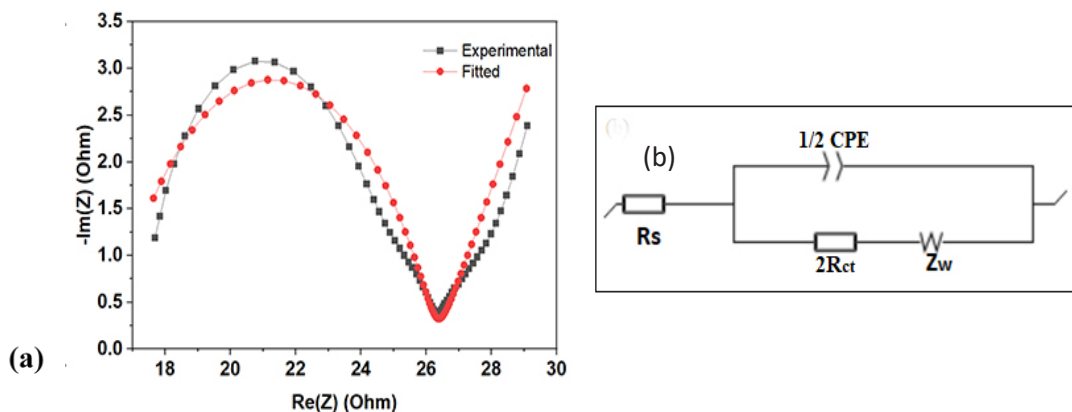 3.5
3.0
2.5
2.0
1.5
1.0
0.5
0.0
-Im(Z) (Ohm)
Experimental
Fitted
18 20 22 24 26 28 30
Re(Z) (Ohm)
(a)
(b)
1/2 CPE
Rs
2Rct
Zw